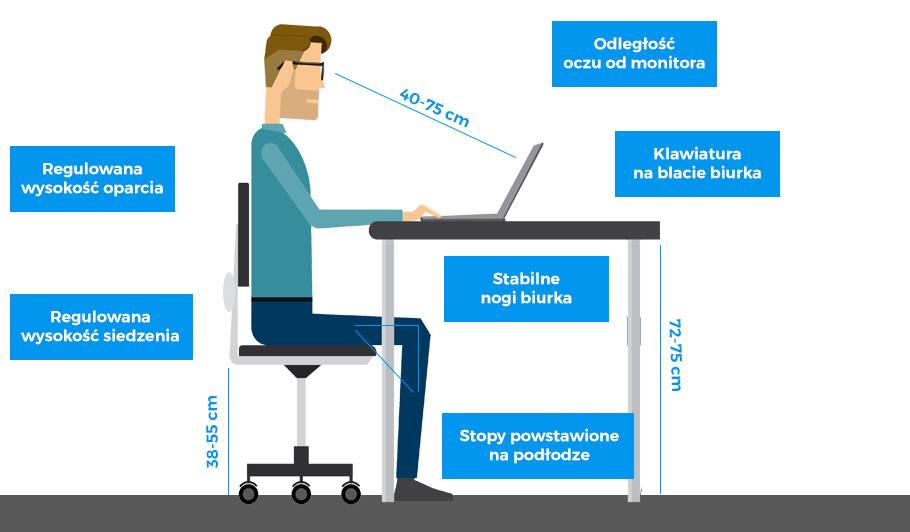 Odległość
oczu od monitora
40-75 cm
Klawiatura
na blacie biurka
Regulowana
wysokość oparcia
Stabilne
nogi biurka
Regulowana
wysokość siedzenia
72-75 cm
38-55 cm
Stopy powstawione
na podłodze